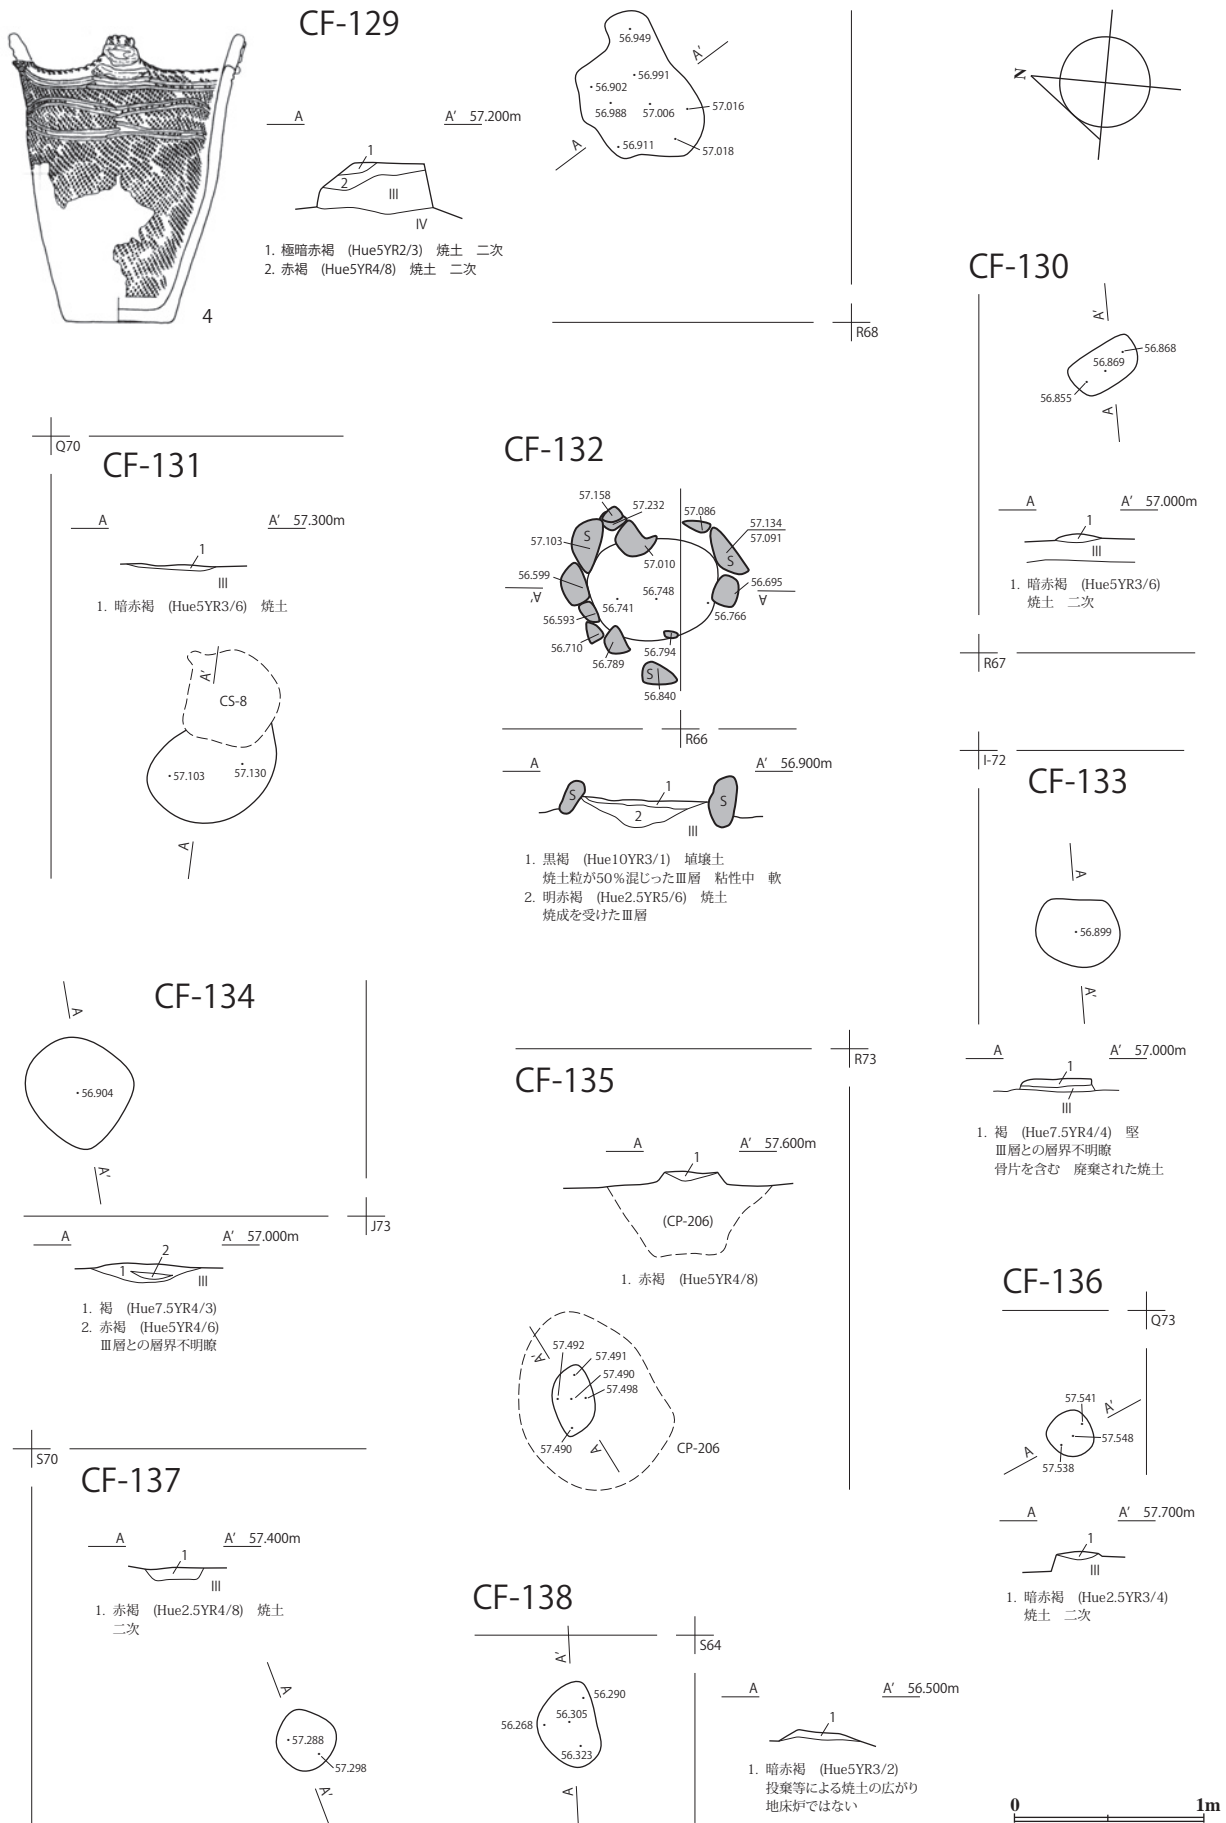 CF-129
4
A
A' 57.200m
1
2
III
IV
1. 極暗赤褐 (Hue5YR2/3) 焼土 二次
2. 赤褐 (Hue5YR4/8) 焼土 二次
56.949
A'
56.991
56.902
56.988
57.006
57.016
56.911
57.018
A
R68
N
CF-130
A'
56.868
56.869
56.855
A
A
A' 57.000m
1
III
1. 暗赤褐 (Hue5YR3/6)
焼土 二次
R67
Q70
CF-131
A
A' 57.300m
1
III
1. 暗赤褐 (Hue5YR3/6) 焼土
A'
CS-8
57.103
57.130
A
CF-132
57.158
57.232
57.086
57.134
57.091
57.103
S
S
57.010
56.599
56.695
A'
56.748
A
56.741
56.766
56.593
56.710
56.794
56.789
S
56.840
R66
A
A' 56.900m
S
1
S
2
III
1. 黒褐 (Hue10YR3/1) 埴壌土
焼土粒が50%混じったⅢ層 粘性中 軟
2. 明赤褐 (Hue2.5YR5/6) 焼土
焼成を受けたⅢ層
I-72
CF-133
A
56.899
A'
A
A' 57.000m
1
III
1. 褐 (Hue7.5YR4/4) 堅
Ⅲ層との層界不明瞭
骨片を含む 廃棄された焼土
CF-134
A
56.904
A'
J73
A
A' 57.000m
2
1
III
1. 褐 (Hue7.5YR4/3)
2. 赤褐 (Hue5YR4/6)
Ⅲ層との層界不明瞭
R73
CF-135
A
A' 57.600m
1
(CP-206)
1. 赤褐 (Hue5YR4/8)
A'
57.492
57.491
57.490
57.498
57.490
A
CP-206
CF-136
Q73
57.541
A'
57.548
A
57.538
A
A' 57.700m
1
III
1. 暗赤褐 (Hue2.5YR3/4)
焼土 二次
S70
CF-137
A
A' 57.400m
1
III
1. 赤褐 (Hue2.5YR4/8) 焼土
二次
A
57.288
57.298
A'
CF-138
S64
A'
56.290
56.305
56.268
56.323
A
A
A' 56.500m
1
1. 暗赤褐 (Hue5YR3/2)
投棄等による焼土の広がり
地床炉ではない
0 1m